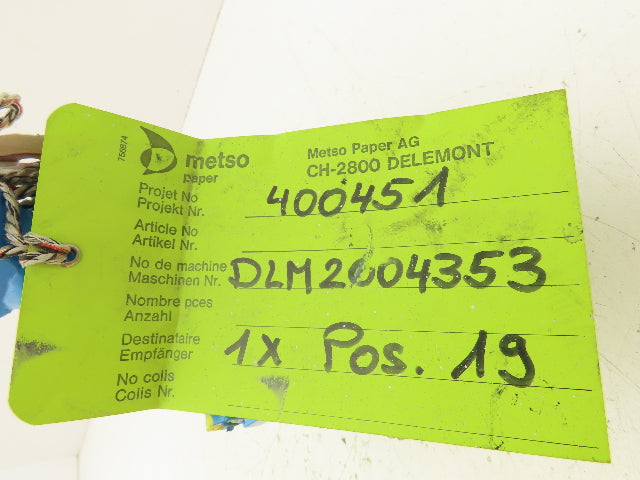 756974
metso
paper
Metso Paper AG
CH-2800 DELEMONT
Projet No
Projekt Nr. 400451
Article No
Artikel Nr.
No de machine
Maschinen Nr. DLM2004353
Nombre pces
Anzahl
Destinataire
Empfänger 1x Pos. 19
No colis
Colis Nr.